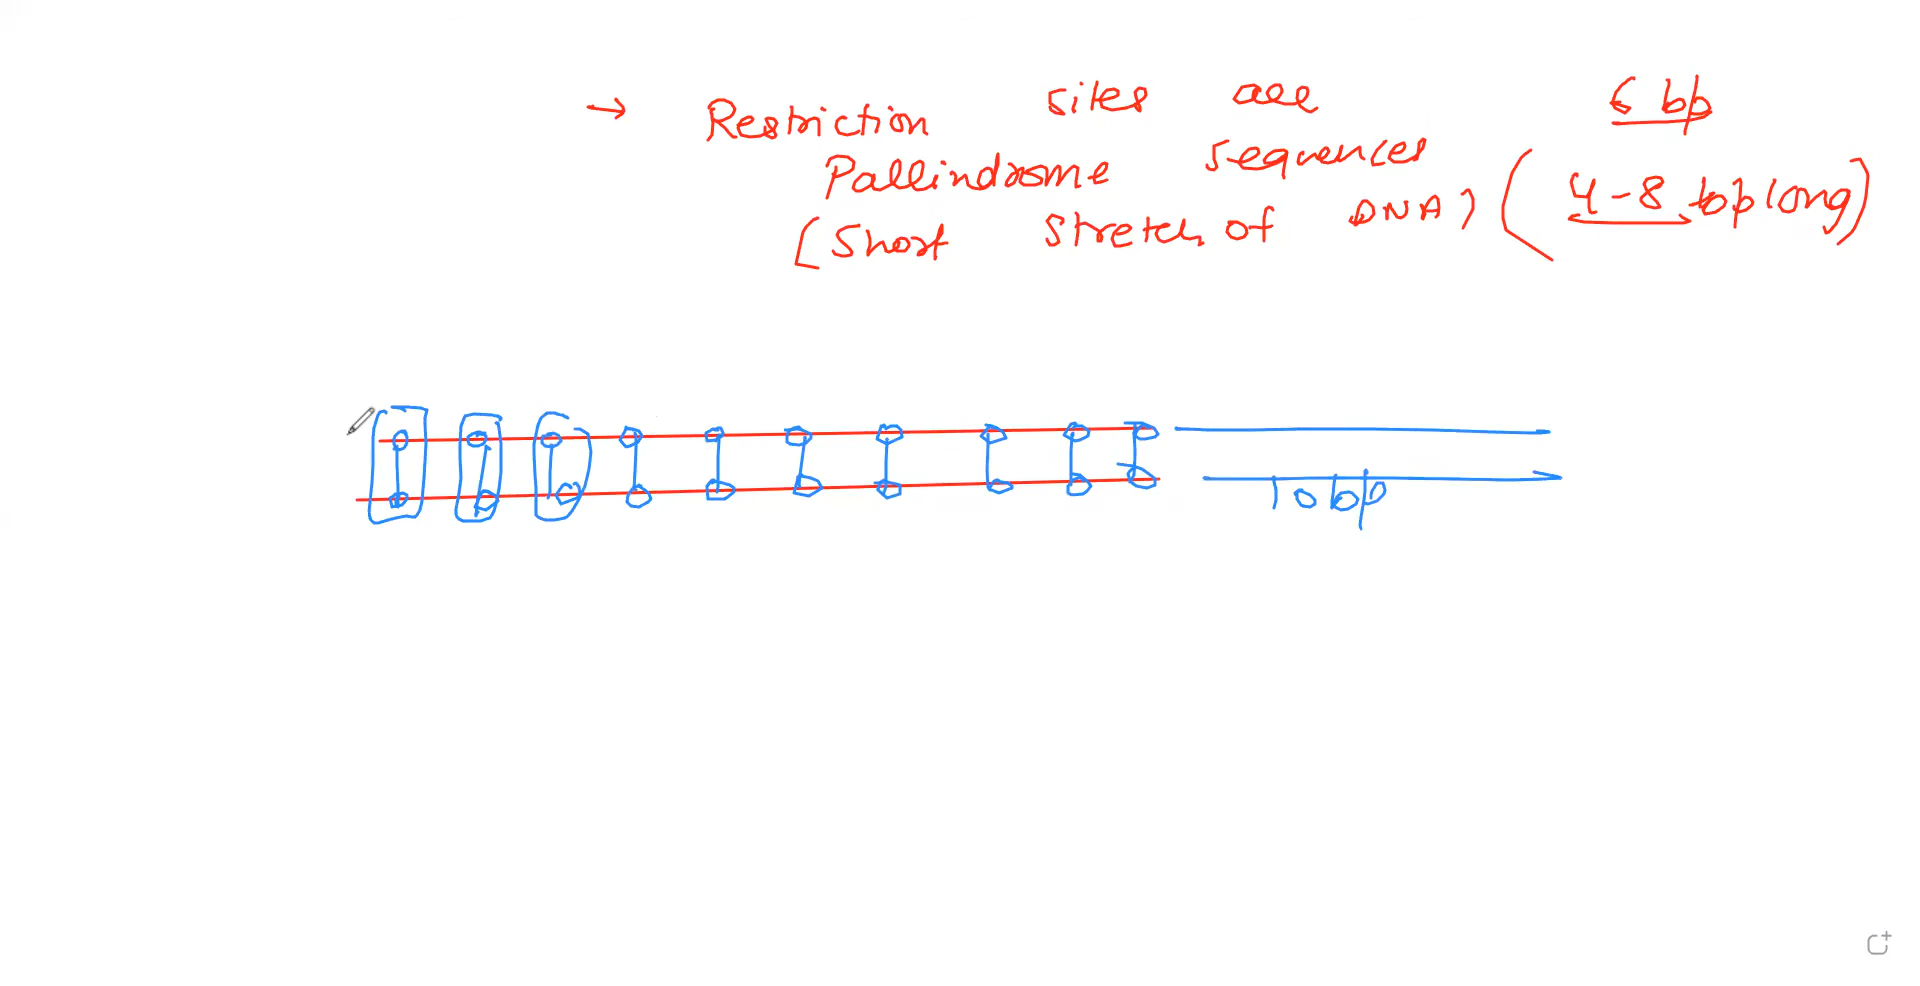 → Restriction sites are 6 bp
Pallindrome sequences ( 4-8 bp long)
[Short stretch of DNA)
10 bp